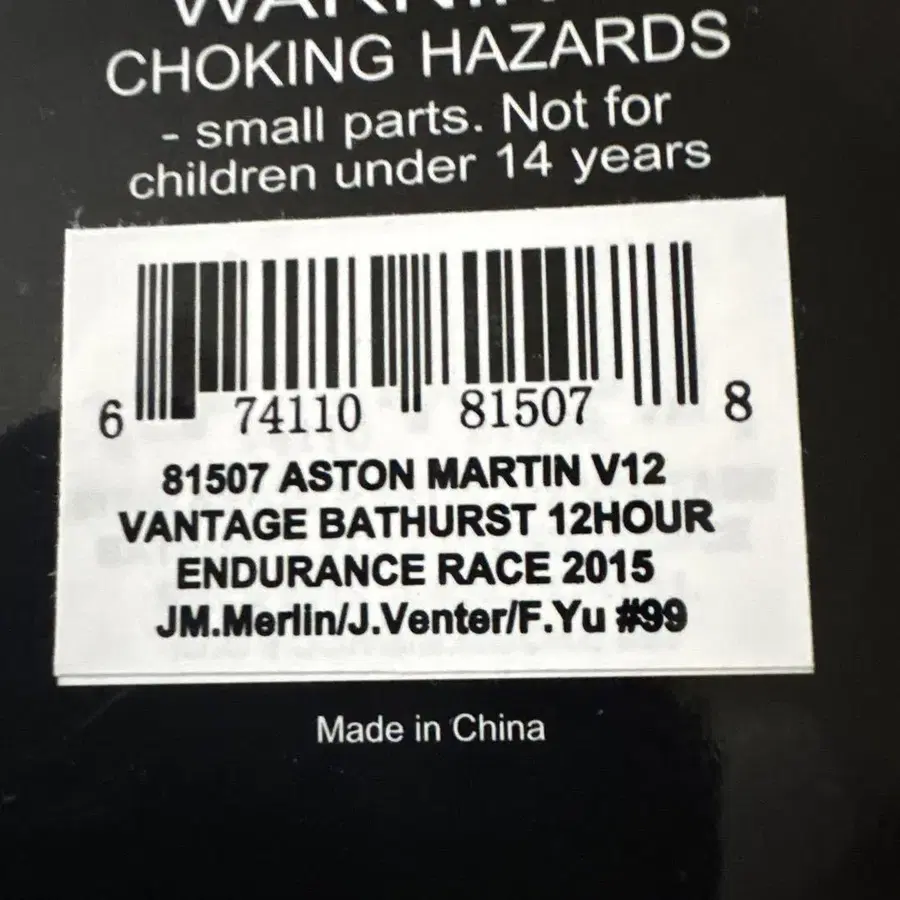 WARNIN
CHOKING HAZARDS
- small parts. Not for
children under 14 years
6 74110 81507 8
81507 ASTON MARTIN V12
VANTAGE BATHURST 12HOUR
ENDURANCE RACE 2015
JM.Merlin/J.Venter/F.Yu #99
Made in China